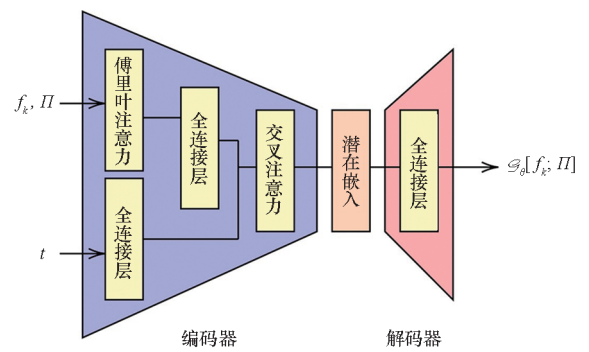 f_k, Π
傅里叶注意力
全连接层
交叉注意力
潜在嵌入
全连接层
𝒢_θ[f_k; Π]
t
全连接层
编码器
解码器